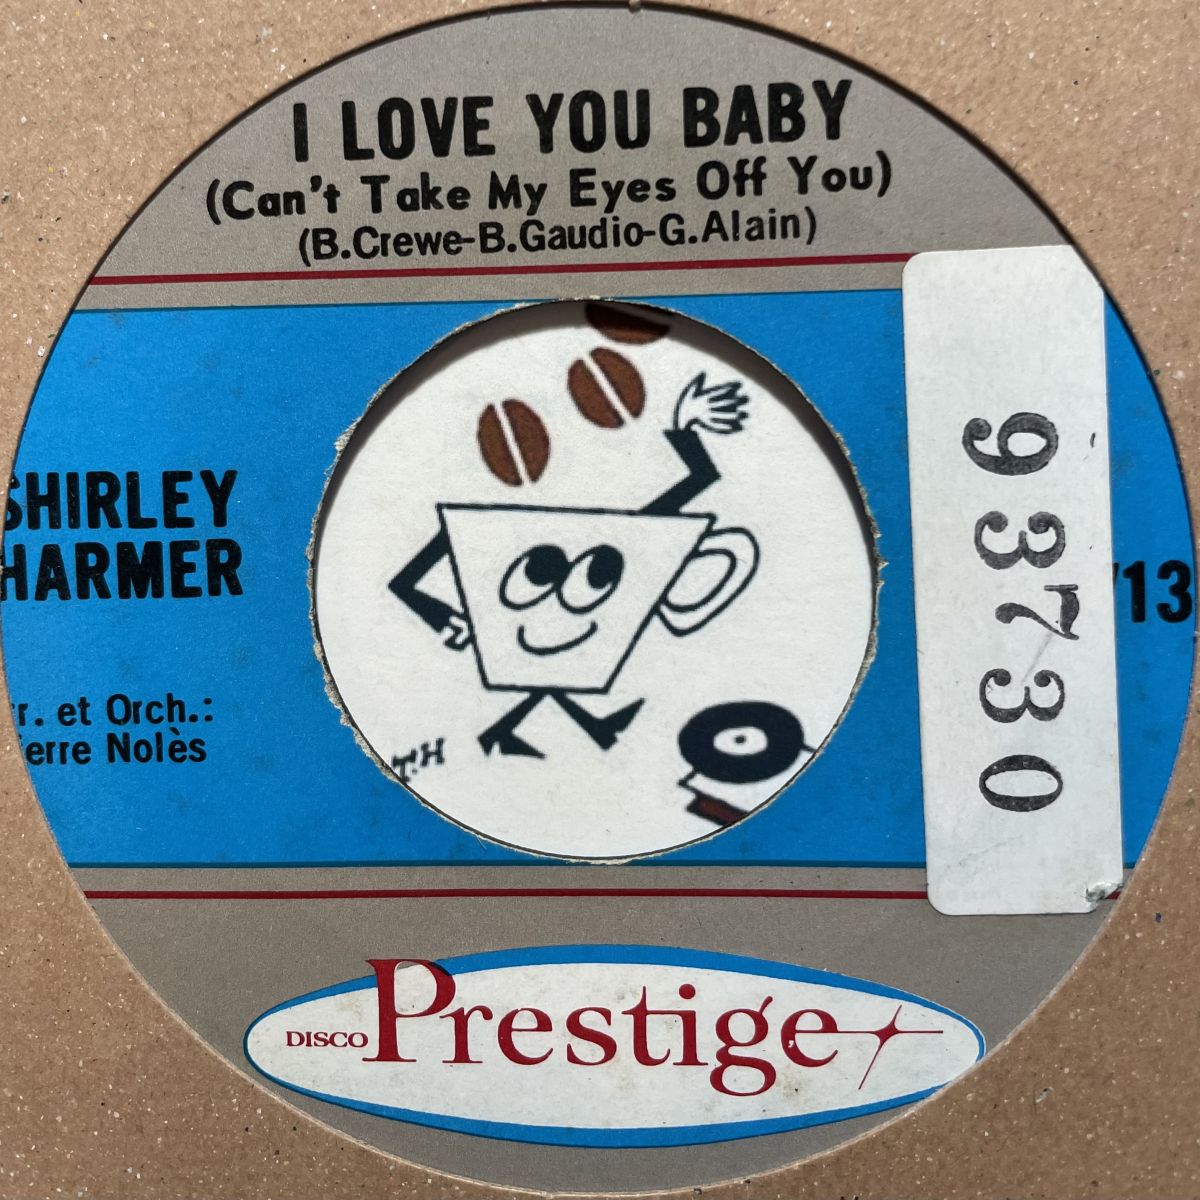 I LOVE YOU BABY
(Can't Take My Eyes Off You)
(B.Crewe-B.Gaudio-G.Alain)
SHIRLEY
HARMER
r. et Orch.:
ierre Nolès
T.H
13
93730
DISCO Prestige